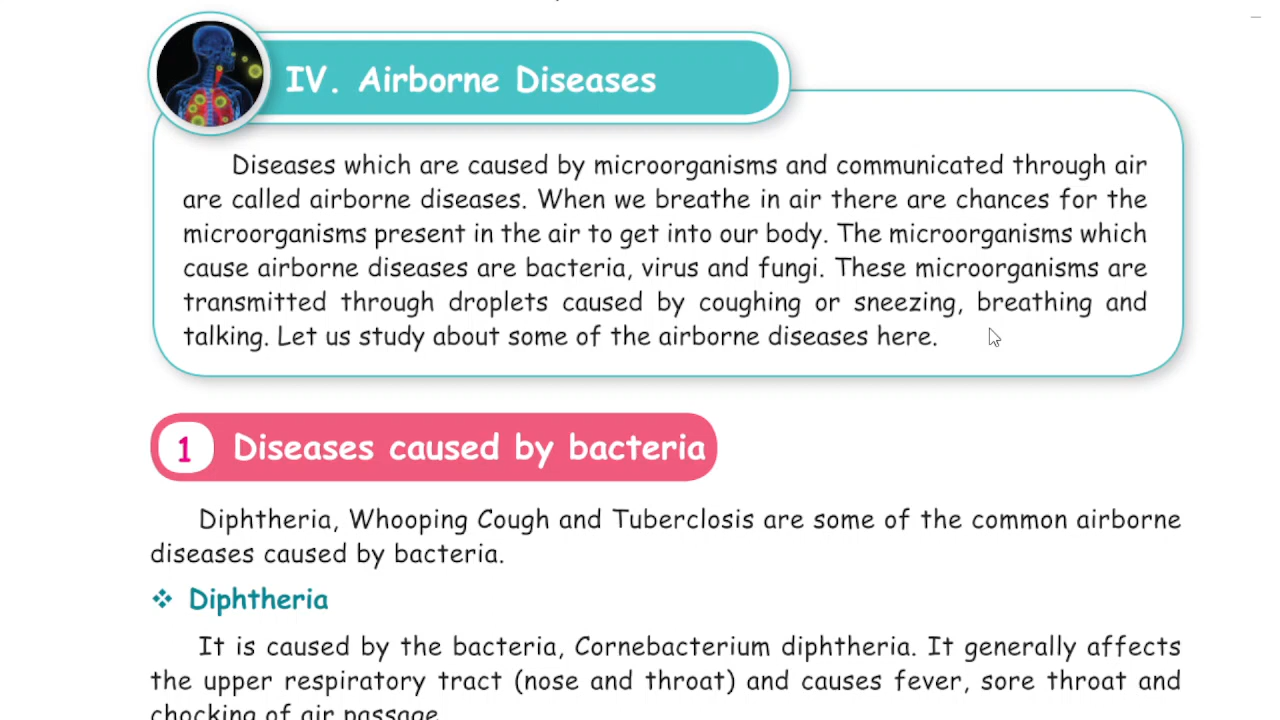 IV. Airborne Diseases
Diseases which are caused by microorganisms and communicated through air
are called airborne diseases. When we breathe in air there are chances for the
microorganisms present in the air to get into our body. The microorganisms which
cause airborne diseases are bacteria, virus and fungi. These microorganisms are
transmitted through droplets caused by coughing or sneezing, breathing and
talking. Let us study about some of the airborne diseases here.
1 Diseases caused by bacteria
Diphtheria, Whooping Cough and Tuberclosis are some of the common airborne
diseases caused by bacteria.
❖ Diphtheria
It is caused by the bacteria, Cornebacterium diphtheria. It generally affects
the upper respiratory tract (nose and throat) and causes fever, sore throat and
chocking of air passage.